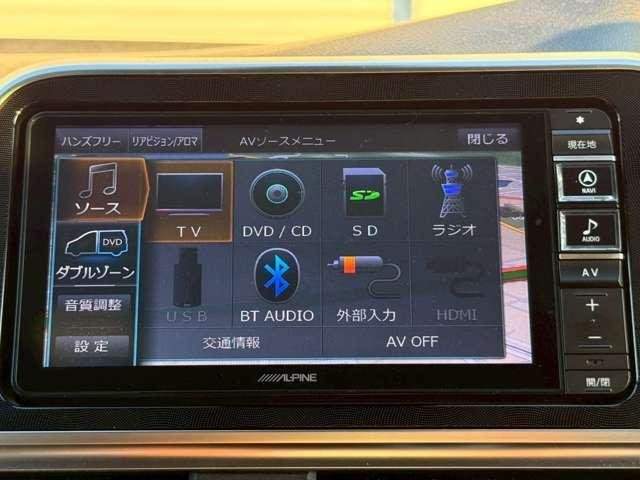 ハンズフリー リアビジョン/アロマ AVソースメニュー 閉じる
ソース
TV DVD / CD SD ラジオ
DVD
ダブルゾーン
USB BT AUDIO 外部入力 HDMI
音質調整
設定
交通情報 AV OFF
ALPINE
現在地
NAVI
AUDIO
AV
+
−
開/閉